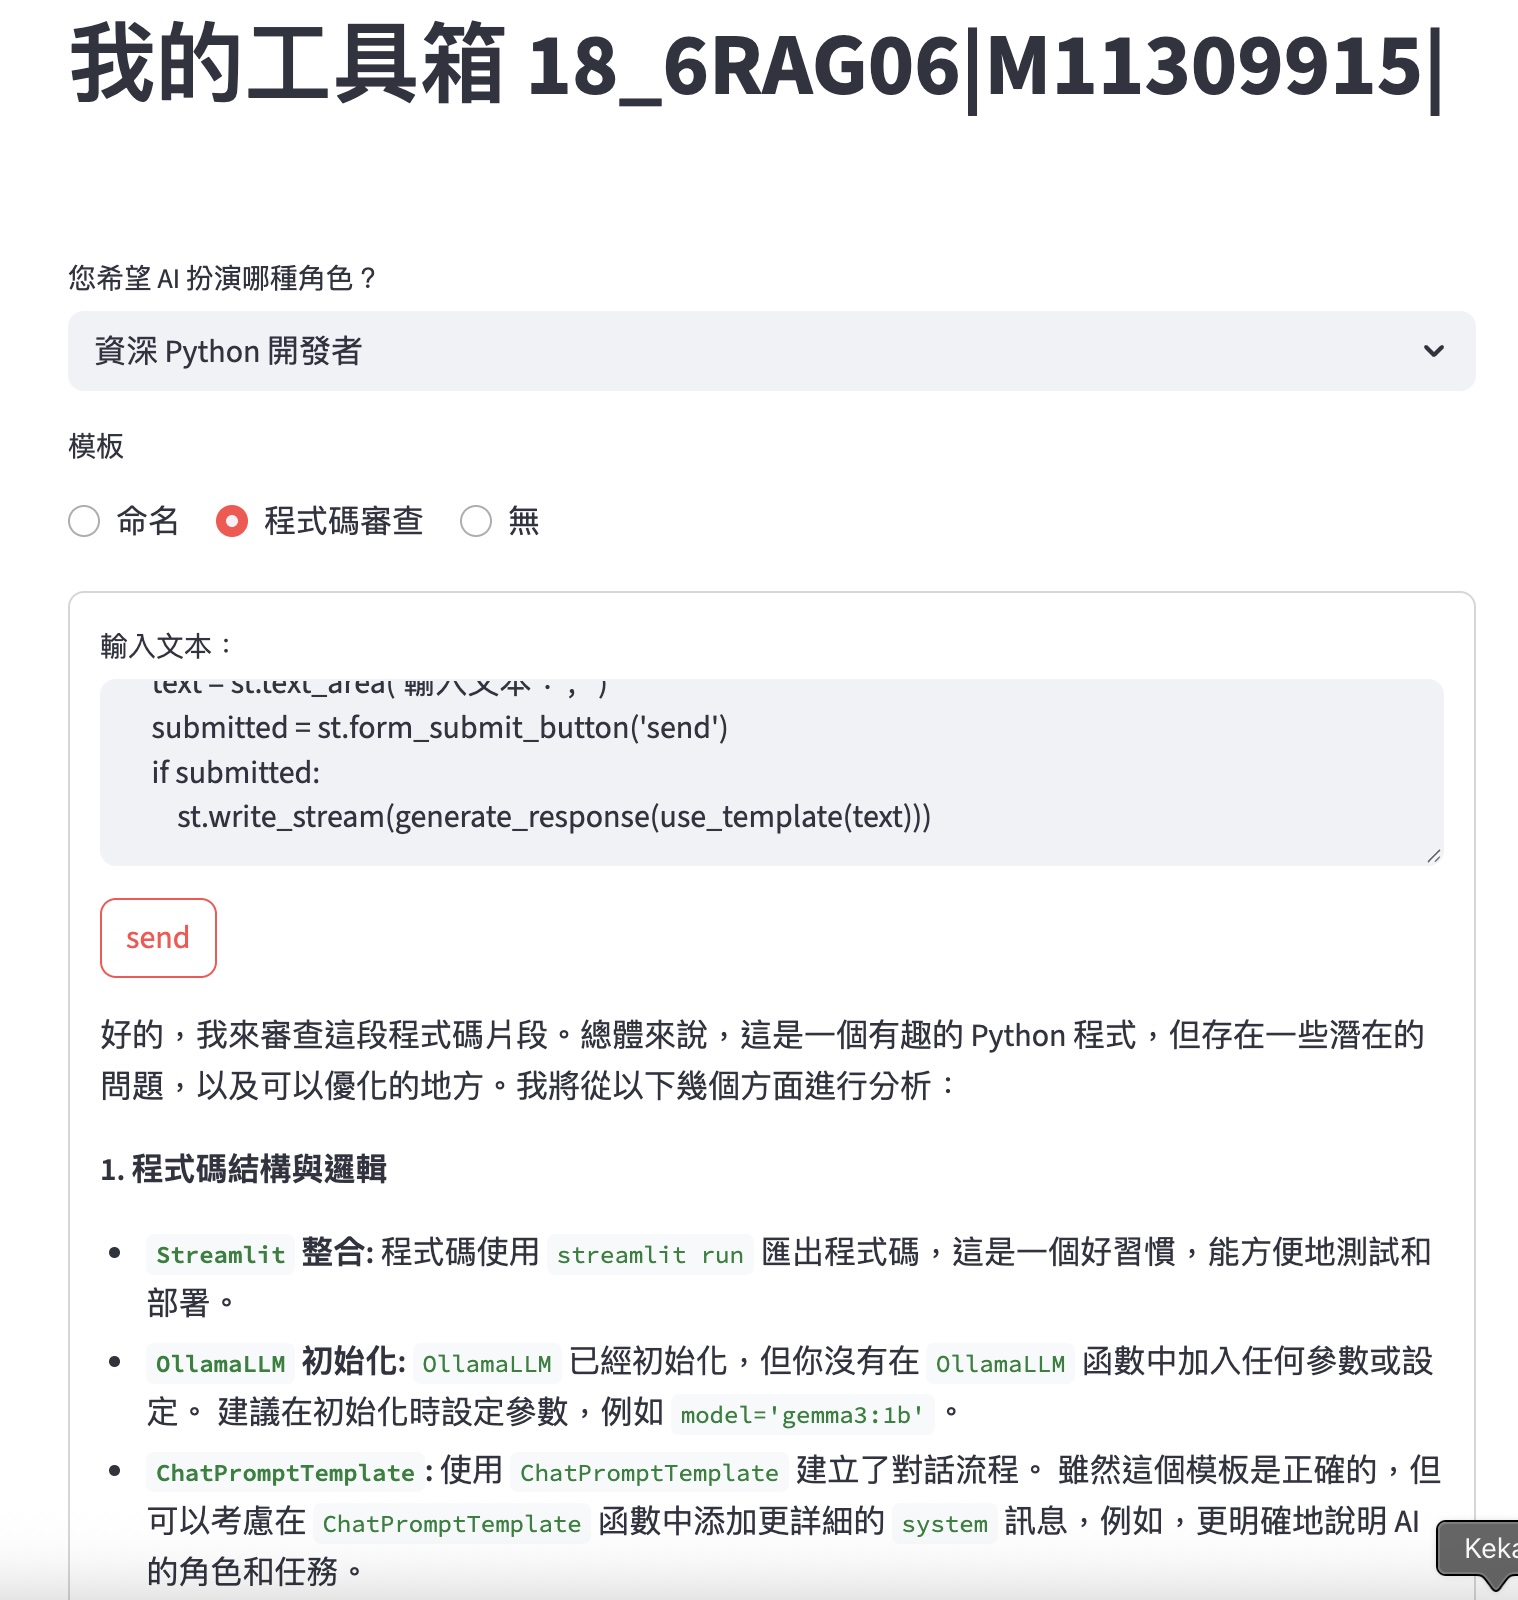 我的工具箱 18_6RAG06|M11309915|
您希望 AI 扮演哪種角色？
資深 Python 開發者
模板
命名 程式碼審查 無
輸入文本：
text = st.text_area('輸入文本：', '')
submitted = st.form_submit_button('send')
if submitted:
st.write_stream(generate_response(use_template(text)))
send
好的，我來審查這段程式碼片段。總體來說，這是一個有趣的 Python 程式，但存在一些潛在的
問題，以及可以優化的地方。我將從以下幾個方面進行分析：
1. 程式碼結構與邏輯
Streamlit 整合: 程式碼使用 streamlit run 匯出程式碼，這是一個好習慣，能方便地測試和
部署。
OllamaLLM 初始化: OllamaLLM 已經初始化，但你沒有在 OllamaLLM 函數中加入任何參數或設
定。 建議在初始化時設定參數，例如 model='gemma3:1b' 。
ChatPromptTemplate : 使用 ChatPromptTemplate 建立了對話流程。 雖然這個模板是正確的，但
可以考慮在 ChatPromptTemplate 函數中添加更詳細的 system 訊息，例如，更明確地說明 AI
的角色和任務。